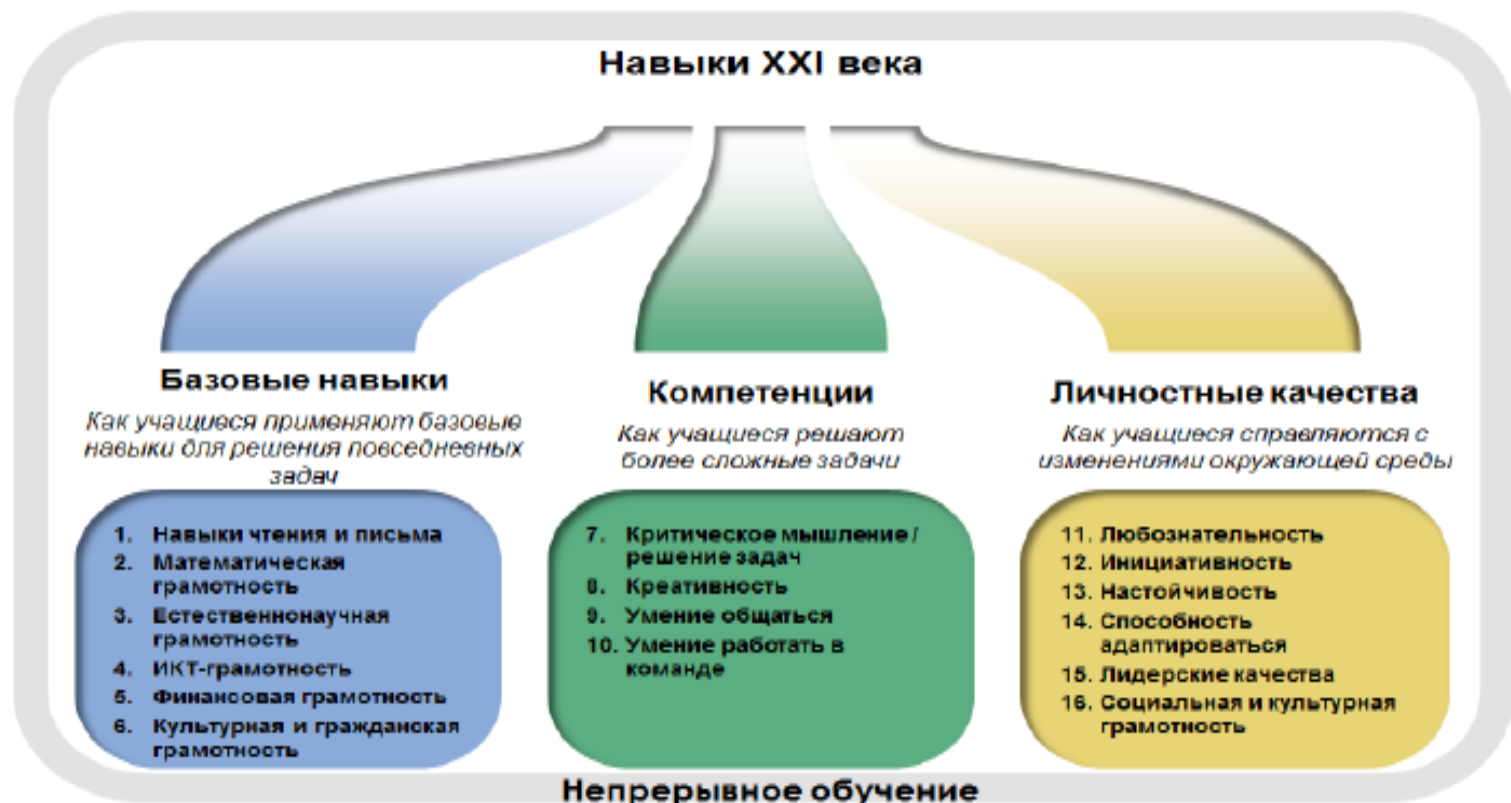 Навыки XXI века
Базовые навыки
Как учащиеся применяют базовые
навыки для решения повседневных
задач
1. Навыки чтения и письма
2. Математическая
грамотность
3. Естественнонаучная
грамотность
4. ИКТ-грамотность
5. Финансовая грамотность
6. Культурная и гражданская
грамотность
Компетенции
Как учащиеся решают
более сложные задачи
7. Критическое мышление /
решение задач
8. Креативность
9. Умение общаться
10. Умение работать в
команде
Личностные качества
Как учащиеся справляются с
изменениями окружающей среды
11. Любознательность
12. Инициативность
13. Настойчивость
14. Способность
адаптироваться
15. Лидерские качества
16. Социальная и культурная
грамотность
Непрерывное обучение